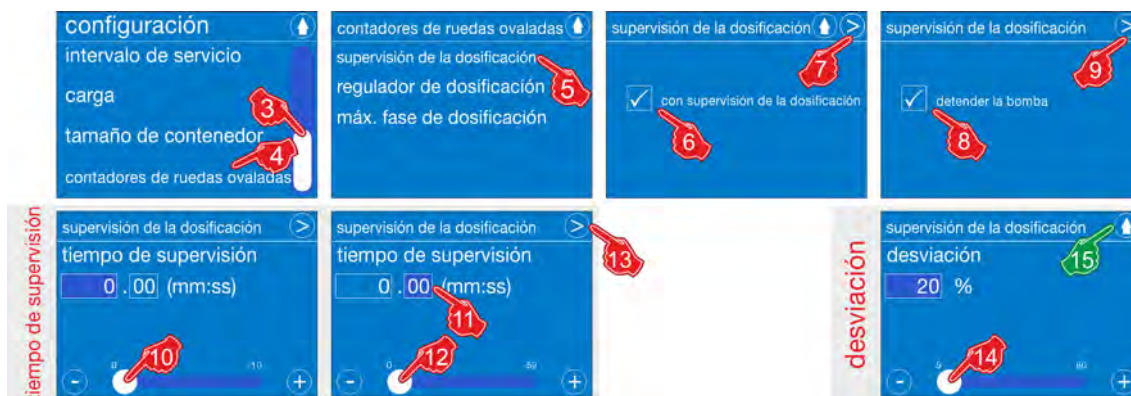 configuración
intervalo de servicio
carga
tamaño de contenedor
contadores de ruedas ovaladas
3
4
contadores de ruedas ovaladas
supervisión de la dosificación
regulador de dosificación
máx. fase de dosificación
5
supervisión de la dosificación >
7
con supervisión de la dosificación
6
supervisión de la dosificación >
9
detender la bomba
8
tiempo de supervisión
supervisión de la dosificación >
tiempo de supervisión
0 . 00 (mm:ss)
10
0 10
- +
supervisión de la dosificación >
13
tiempo de supervisión
0 . 00 (mm:ss)
11
12
0 59
- +
desviación
supervisión de la dosificación
15
desviación
20 %
14
- +